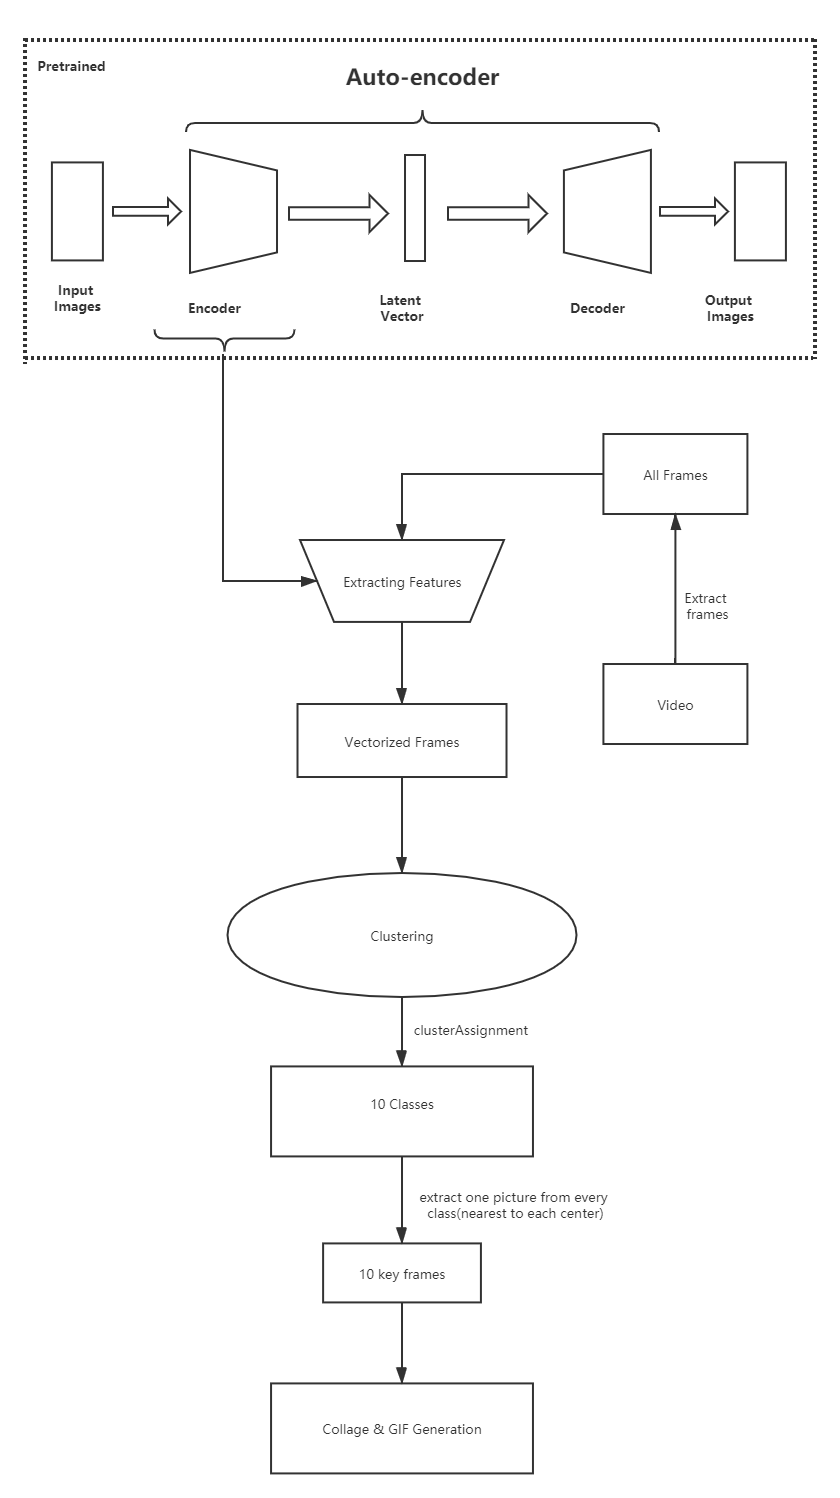 Pretrained
Auto-encoder
Input
Images
Encoder
Latent
Vector
Decoder
Output
Images
All Frames
Extracting Features
Extract
frames
Video
Vectorized Frames
Clustering
clusterAssignment
10 Classes
extract one picture from every
class(nearest to each center)
10 key frames
Collage & GIF Generation